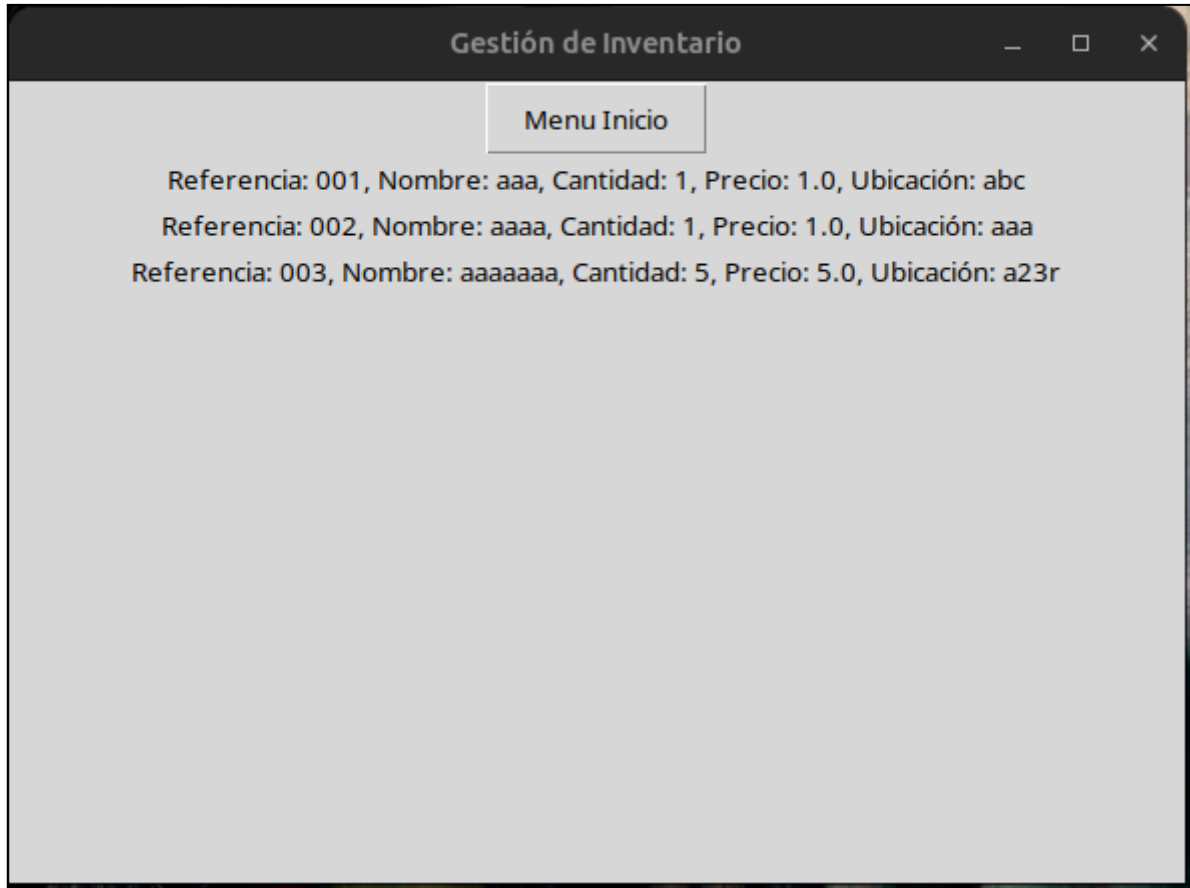 Gestión de Inventario
Menu Inicio
Referencia: 001, Nombre: aaa, Cantidad: 1, Precio: 1.0, Ubicación: abc
Referencia: 002, Nombre: aaaa, Cantidad: 1, Precio: 1.0, Ubicación: aaa
Referencia: 003, Nombre: aaaaaaa, Cantidad: 5, Precio: 5.0, Ubicación: a23r